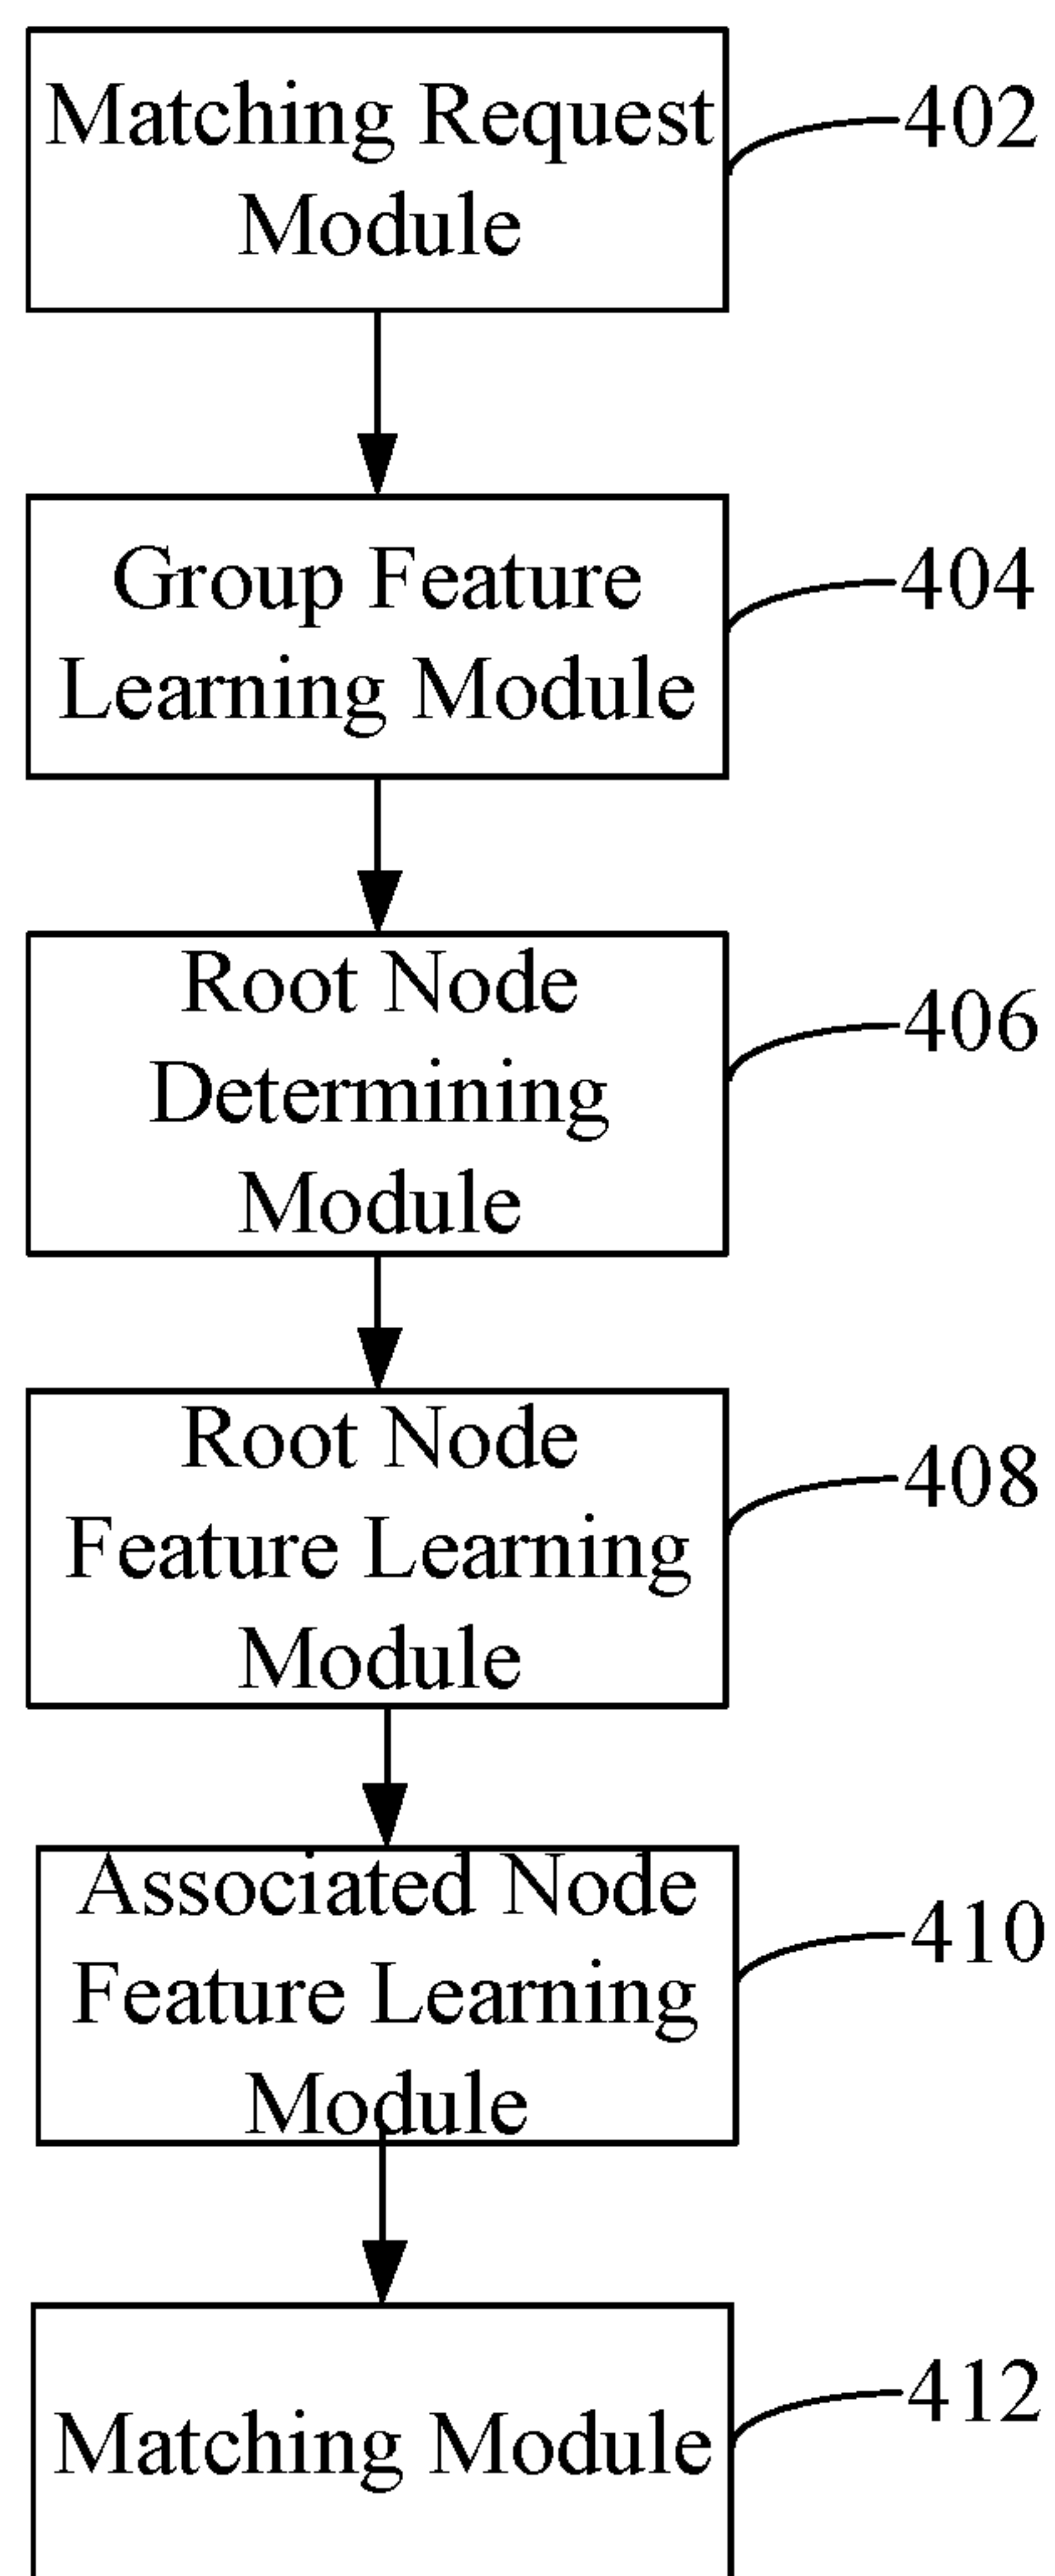 Matching Request
Module
402
Group Feature
Learning Module
404
Root Node
Determining
Module
406
Root Node
Feature Learning
Module
408
Associated Node
Feature Learning
Module
410
Matching Module
412